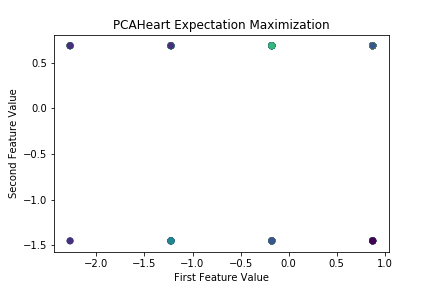 PCAHeart Expectation Maximization
Second Feature Value
0.5
0.0
−0.5
−1.0
−1.5
−2.0 −1.5 −1.0 −0.5 0.0 0.5 1.0
First Feature Value